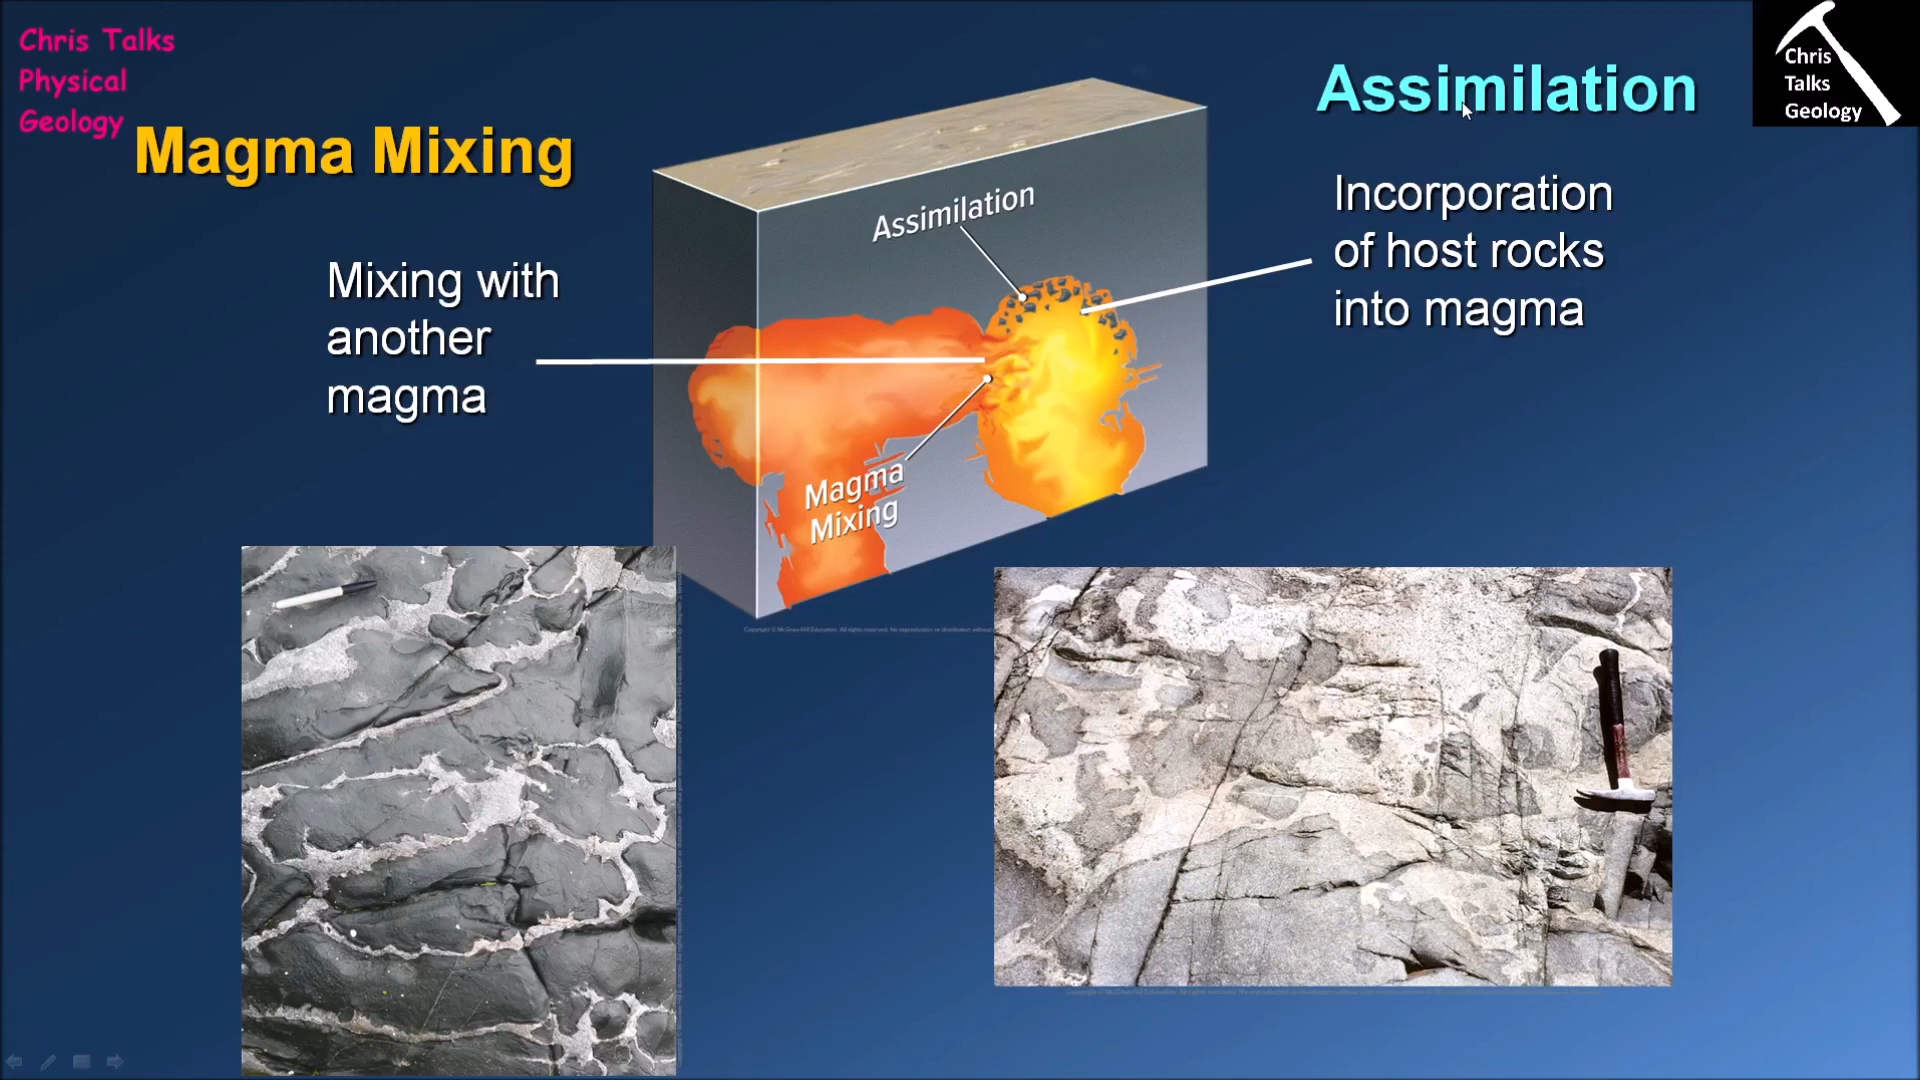 Chris Talks
Physical
Geology
Magma Mixing
Mixing with
another
magma
Assimilation
Magma
Mixing
Assimilation
Incorporation
of host rocks
into magma
Chris
Talks
Geology